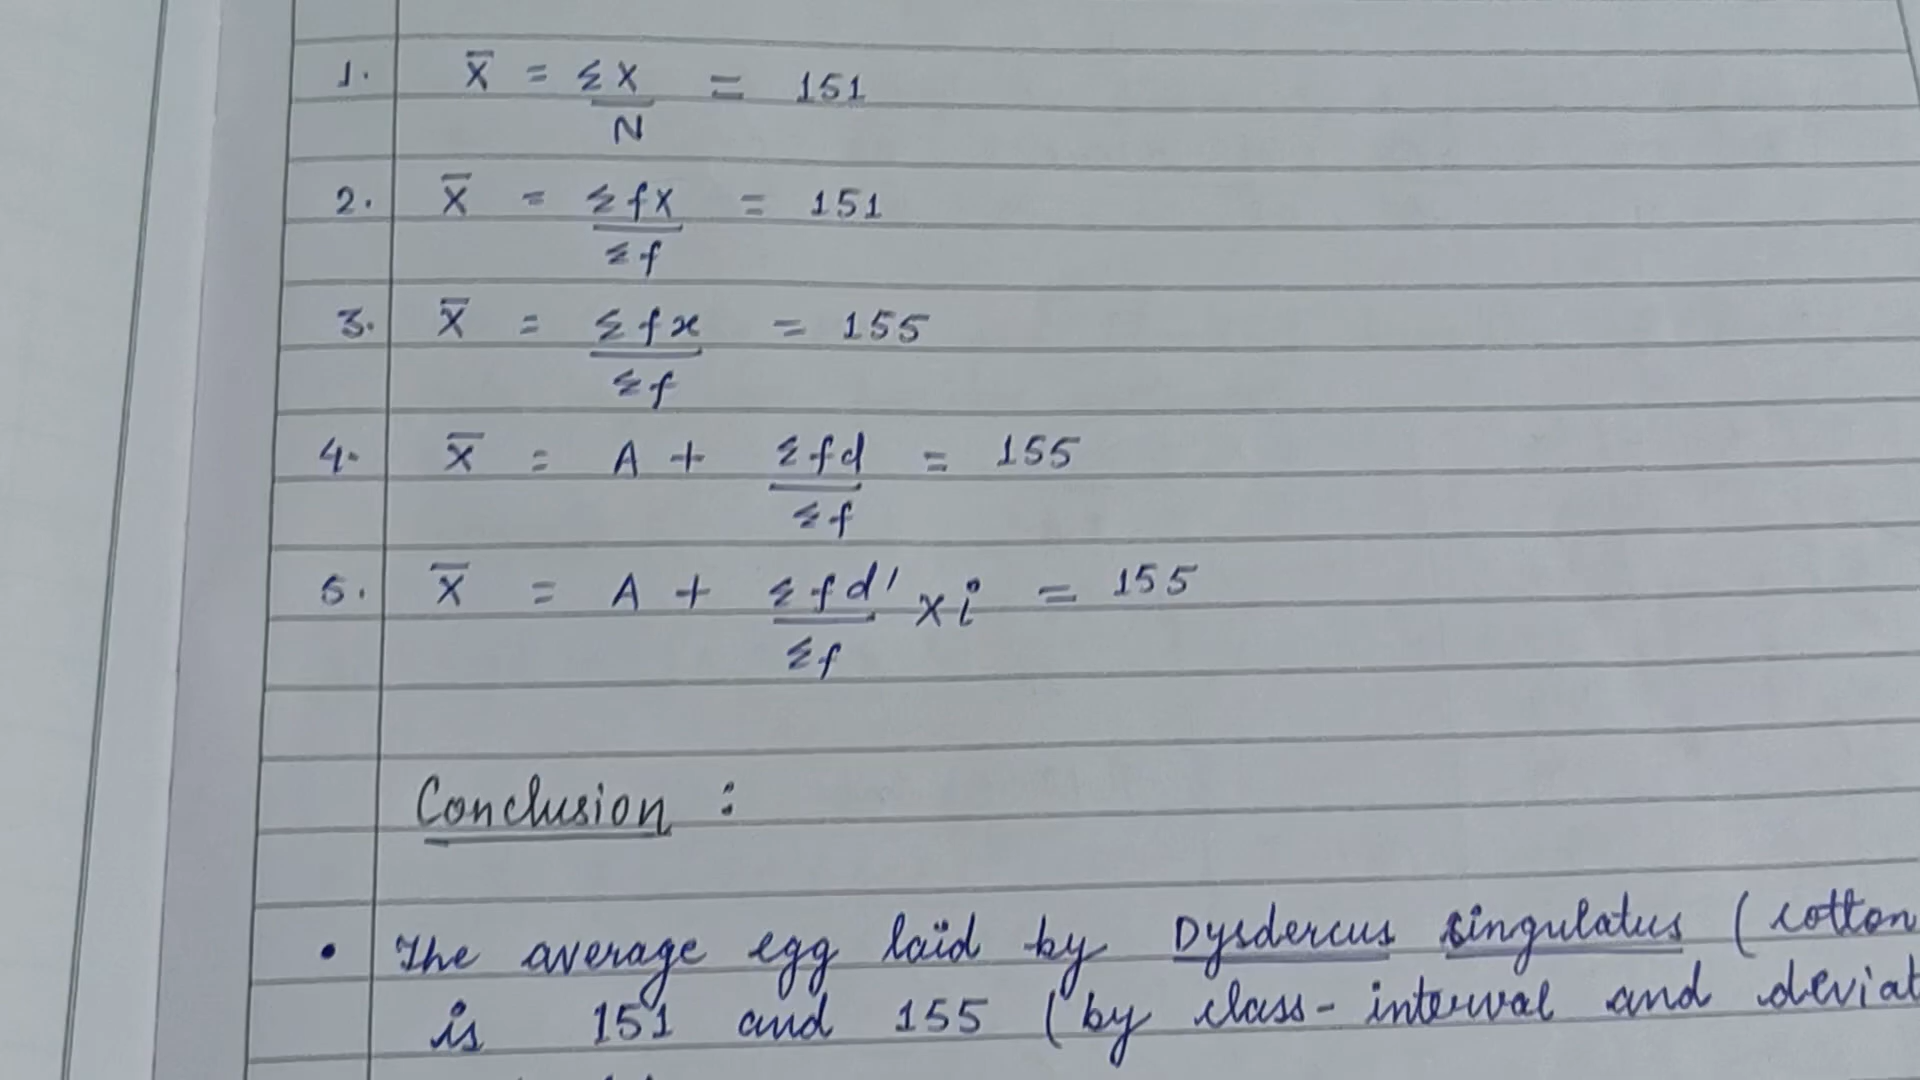 1. X̄ = ΣX / N = 151
2. X̄ = ΣfX / Σf = 151
3. X̄ = Σfx / Σf = 155
4. X̄ = A + Σfd / Σf = 155
5. X̄ = A + Σfd' / Σf × i = 155
Conclusion :
• The average egg laid by Dysdercus singulatus (cotton
is 151 and 155 (by class-interval and deviat